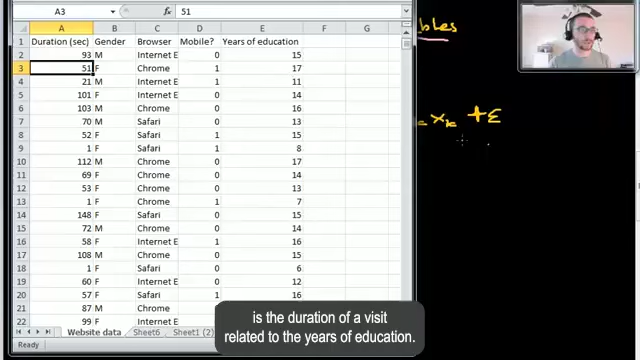 A3 fx 51
A B C D E F G
1 Duration (sec) Gender Browser Mobile? Years of education
2 93 M Internet E 0 15
3 51 F Chrome 1 17
4 21 M Internet E 1 11
5 101 F Internet E 0 14
6 103 M Chrome 0 16
7 70 M Safari 0 13
8 52 F Safari 1 15
9 1 F Safari 1 8
10 112 M Chrome 0 17
11 69 F Chrome 0 14
12 53 F Chrome 0 13
13 1 F Chrome 1 7
14 148 F Safari 0 15
15 72 M Chrome 0 14
16 58 F Internet E 1 16
17 108 M Chrome 0 15
18 1 F Safari 0 6
19 60 F Internet E 0 12
20 57 F Safari 1 16
21 87 M Chrome 0
22 99 F Internet E 1
Website data Sheet6 Sheet1 (2)
Ready
bles
xk + ε
is the duration of a visit
related to the years of education.